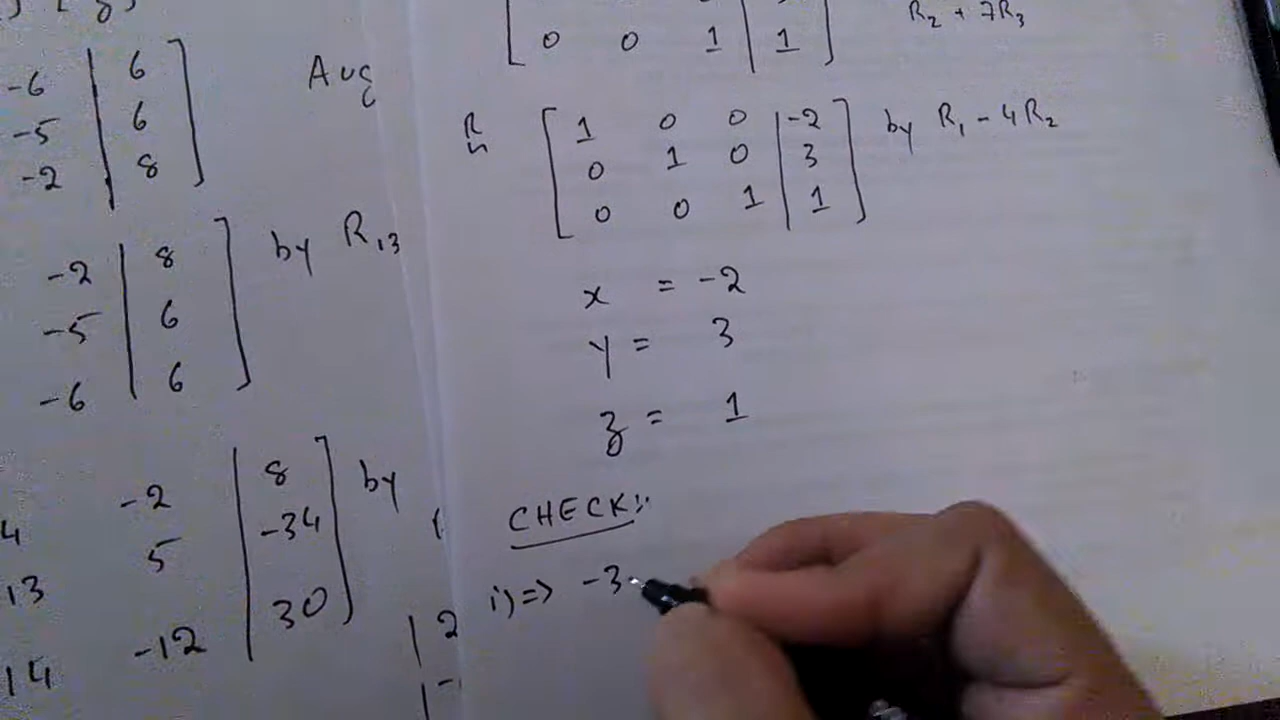 -6 | 6 ]
-5 | 6
-2 | 8
Aug
-2 | 8 ] by R13
-5 | 6
-6 | 6
4 -2 | 8 ] by
13 5 | -34
14 -12 | 30
2
R2 + 7R3
[ 0 0 1 | 1 ]
R
[ 1 0 0 | -2 ] by R1 - 4R2
0 1 0 | 3
0 0 1 | 1
x = -2
y = 3
z = 1
CHECK:
i) => -3